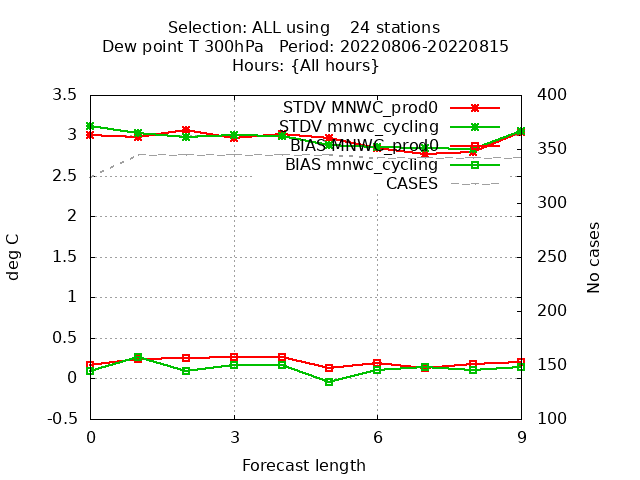 Selection: ALL using 24 stations
Dew point T 300hPa Period: 20220806-20220815
Hours: {All hours}
3.5
3
2.5
2
1.5
1
0.5
0
-0.5
deg C
STDV MNWC_prod0
STDV mnwc_cycling
BIAS MNWC_prod0
BIAS mnwc_cycling
CASES
400
350
300
250
200
150
100
No cases
0 3 6 9
Forecast length